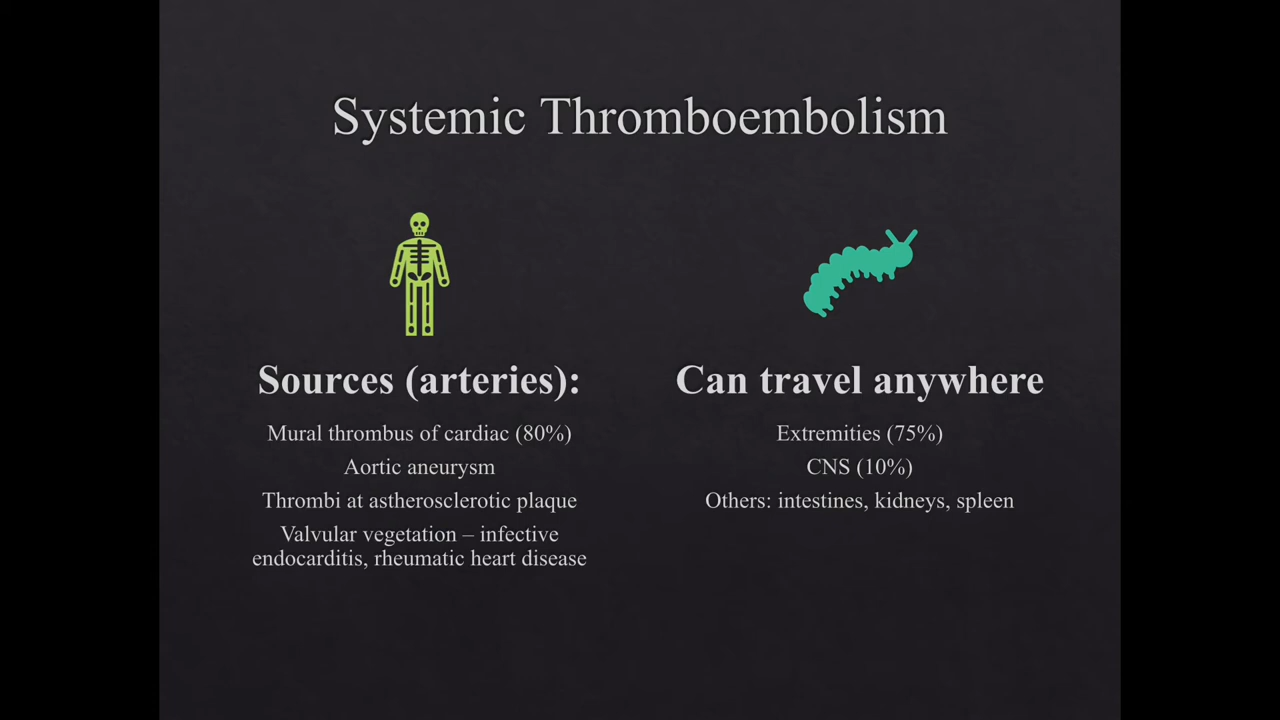 Systemic Thromboembolism
Sources (arteries):
Mural thrombus of cardiac (80%)
Aortic aneurysm
Thrombi at astherosclerotic plaque
Valvular vegetation – infective
endocarditis, rheumatic heart disease
Can travel anywhere
Extremities (75%)
CNS (10%)
Others: intestines, kidneys, spleen